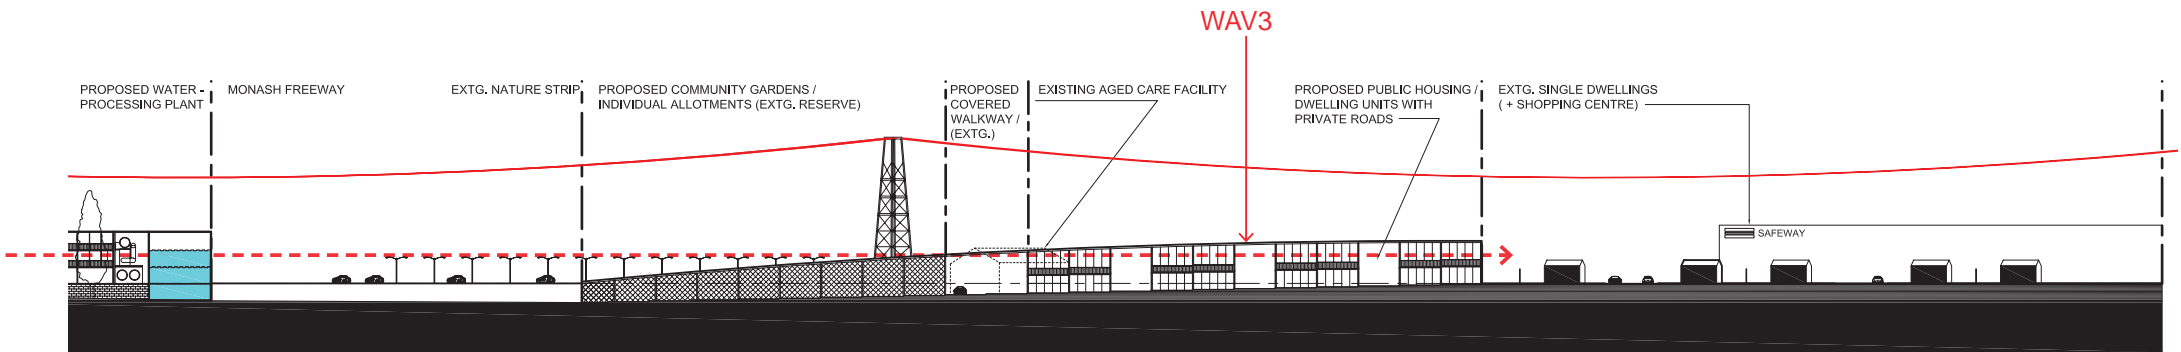 WAV3
PROPOSED WATER -
PROCESSING PLANT
MONASH FREEWAY
EXTG. NATURE STRIP
PROPOSED COMMUNITY GARDENS /
INDIVIDUAL ALLOTMENTS (EXTG. RESERVE)
PROPOSED
COVERED
WALKWAY /
(EXTG.)
EXISTING AGED CARE FACILITY
PROPOSED PUBLIC HOUSING /
DWELLING UNITS WITH
PRIVATE ROADS
EXTG. SINGLE DWELLINGS
( + SHOPPING CENTRE)
SAFEWAY